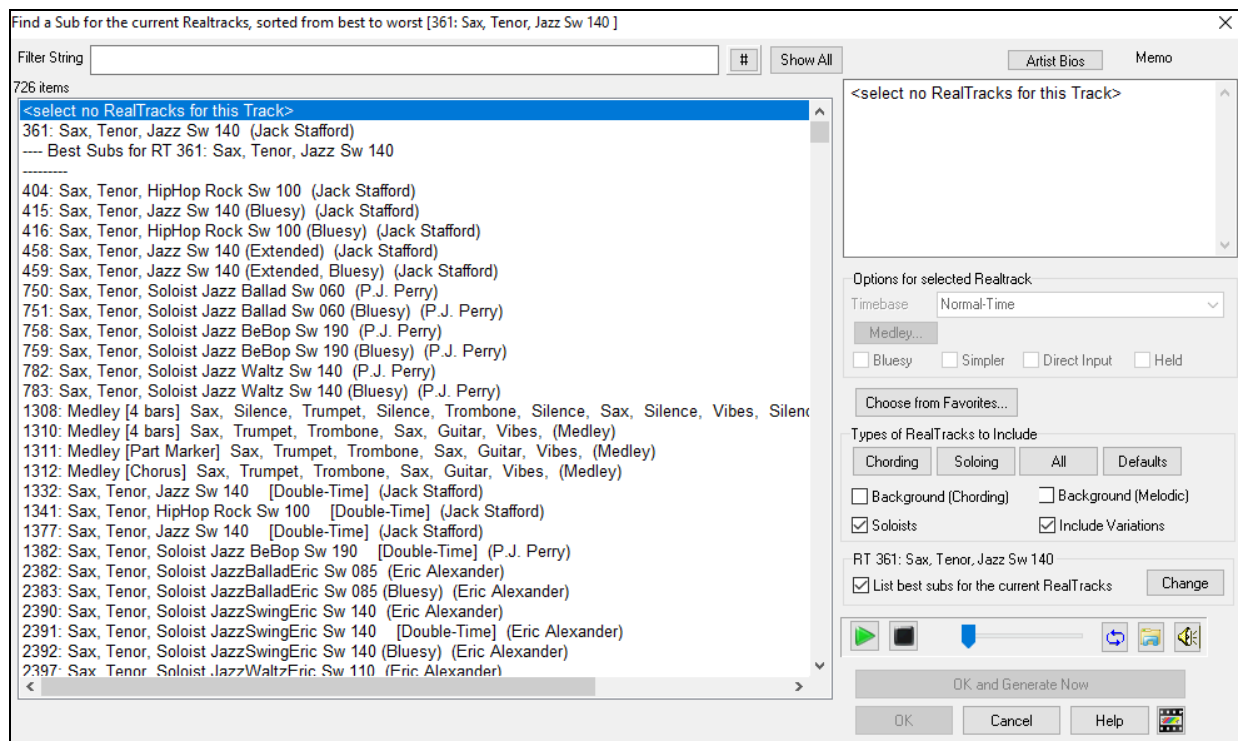 Find a Sub for the current Realtracks, sorted from best to worst [361: Sax, Tenor, Jazz Sw 140 ]
Filter String # Show All Artist Bios Memo
726 items
<select no RealTracks for this Track>
361: Sax, Tenor, Jazz Sw 140 (Jack Stafford)
---- Best Subs for RT 361: Sax, Tenor, Jazz Sw 140
---------
404: Sax, Tenor, HipHop Rock Sw 100 (Jack Stafford)
415: Sax, Tenor, Jazz Sw 140 (Bluesy) (Jack Stafford)
416: Sax, Tenor, HipHop Rock Sw 100 (Bluesy) (Jack Stafford)
458: Sax, Tenor, Jazz Sw 140 (Extended) (Jack Stafford)
459: Sax, Tenor, Jazz Sw 140 (Extended, Bluesy) (Jack Stafford)
750: Sax, Tenor, Soloist Jazz Ballad Sw 060 (P.J. Perry)
751: Sax, Tenor, Soloist Jazz Ballad Sw 060 (Bluesy) (P.J. Perry)
758: Sax, Tenor, Soloist Jazz BeBop Sw 190 (P.J. Perry)
759: Sax, Tenor, Soloist Jazz BeBop Sw 190 (Bluesy) (P.J. Perry)
782: Sax, Tenor, Soloist Jazz Waltz Sw 140 (P.J. Perry)
783: Sax, Tenor, Soloist Jazz Waltz Sw 140 (Bluesy) (P.J. Perry)
1308: Medley [4 bars] Sax, Silence, Trumpet, Silence, Trombone, Silence, Sax, Silence, Vibes, Silenc
1310: Medley [4 bars] Sax, Trumpet, Trombone, Sax, Guitar, Vibes, (Medley)
1311: Medley [Part Marker] Sax, Trumpet, Trombone, Sax, Guitar, Vibes, (Medley)
1312: Medley [Chorus] Sax, Trumpet, Trombone, Sax, Guitar, Vibes, (Medley)
1332: Sax, Tenor, Jazz Sw 140 [Double-Time] (Jack Stafford)
1341: Sax, Tenor, HipHop Rock Sw 100 [Double-Time] (Jack Stafford)
1377: Sax, Tenor, Jazz Sw 140 [Double-Time] (Jack Stafford)
1382: Sax, Tenor, Soloist Jazz BeBop Sw 190 [Double-Time] (P.J. Perry)
2382: Sax, Tenor, Soloist JazzBalladEric Sw 085 (Eric Alexander)
2383: Sax, Tenor, Soloist JazzBalladEric Sw 085 (Bluesy) (Eric Alexander)
2390: Sax, Tenor, Soloist JazzSwingEric Sw 140 (Eric Alexander)
2391: Sax, Tenor, Soloist JazzSwingEric Sw 140 [Double-Time] (Eric Alexander)
2392: Sax, Tenor, Soloist JazzSwingEric Sw 140 (Bluesy) (Eric Alexander)
2397: Sax, Tenor, Soloist JazzWaltzEric Sw 110 (Eric Alexander)
<select no RealTracks for this Track>
Options for selected Realtrack
Timebase Normal-Time
Medley...
Bluesy Simpler Direct Input Held
Choose from Favorites...
Types of RealTracks to Include
Chording Soloing All Defaults
Background (Chording) Background (Melodic)
Soloists Include Variations
RT 361: Sax, Tenor, Jazz Sw 140
List best subs for the current RealTracks Change
OK and Generate Now
OK Cancel Help